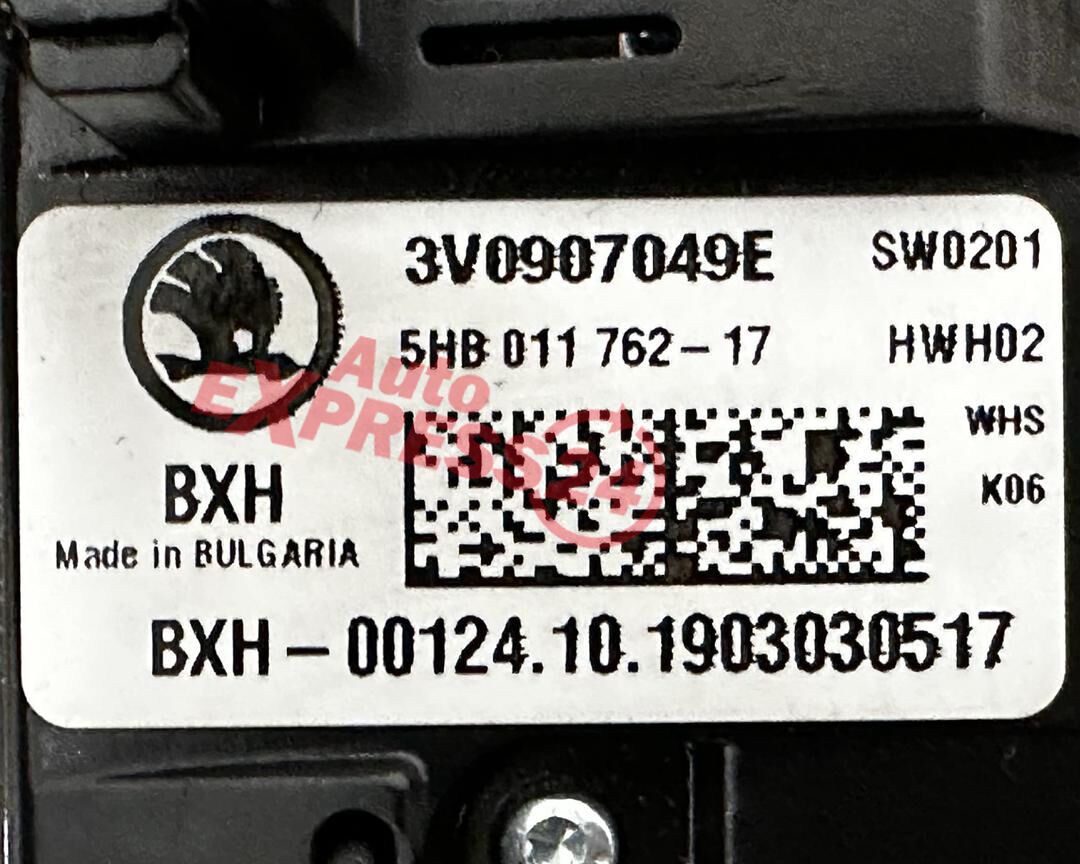 3V0907049E SW0201
5HB 011 762-17 HWH02
WHS
K06
BXH
Made in BULGARIA
BXH-00124.10.1903030517
Auto
EXPRESS24